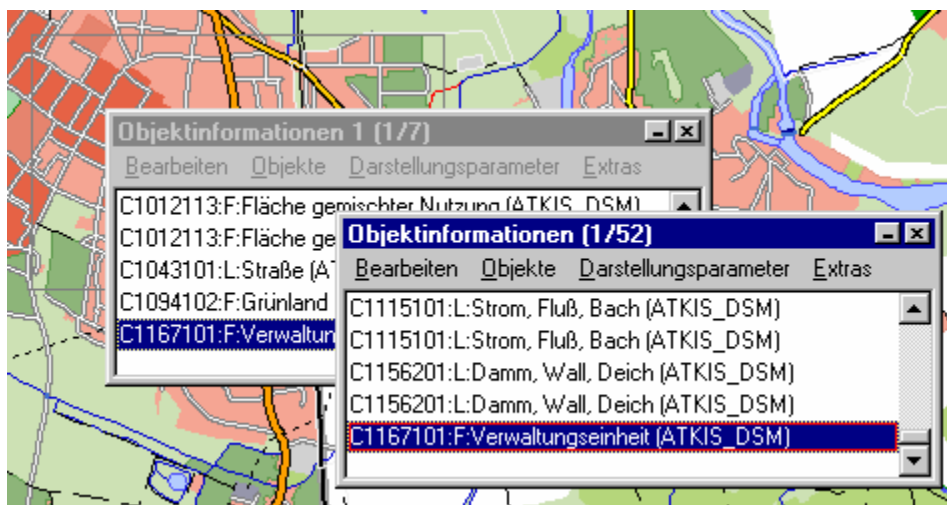 Objektinformationen 1 (1/7)
Bearbeiten Objekte Darstellungsparameter Extras
C1012113:F:Fläche gemischter Nutzung (ATKIS_DSM)
C1012113:F:Fläche ge
C1043101:L:Straße (AT
C1094102:F:Grünland
C1167101:F:Verwaltun
Objektinformationen (1/52)
Bearbeiten Objekte Darstellungsparameter Extras
C1115101:L:Strom, Fluß, Bach (ATKIS_DSM)
C1115101:L:Strom, Fluß, Bach (ATKIS_DSM)
C1156201:L:Damm, Wall, Deich (ATKIS_DSM)
C1156201:L:Damm, Wall, Deich (ATKIS_DSM)
C1167101:F:Verwaltungseinheit (ATKIS_DSM)